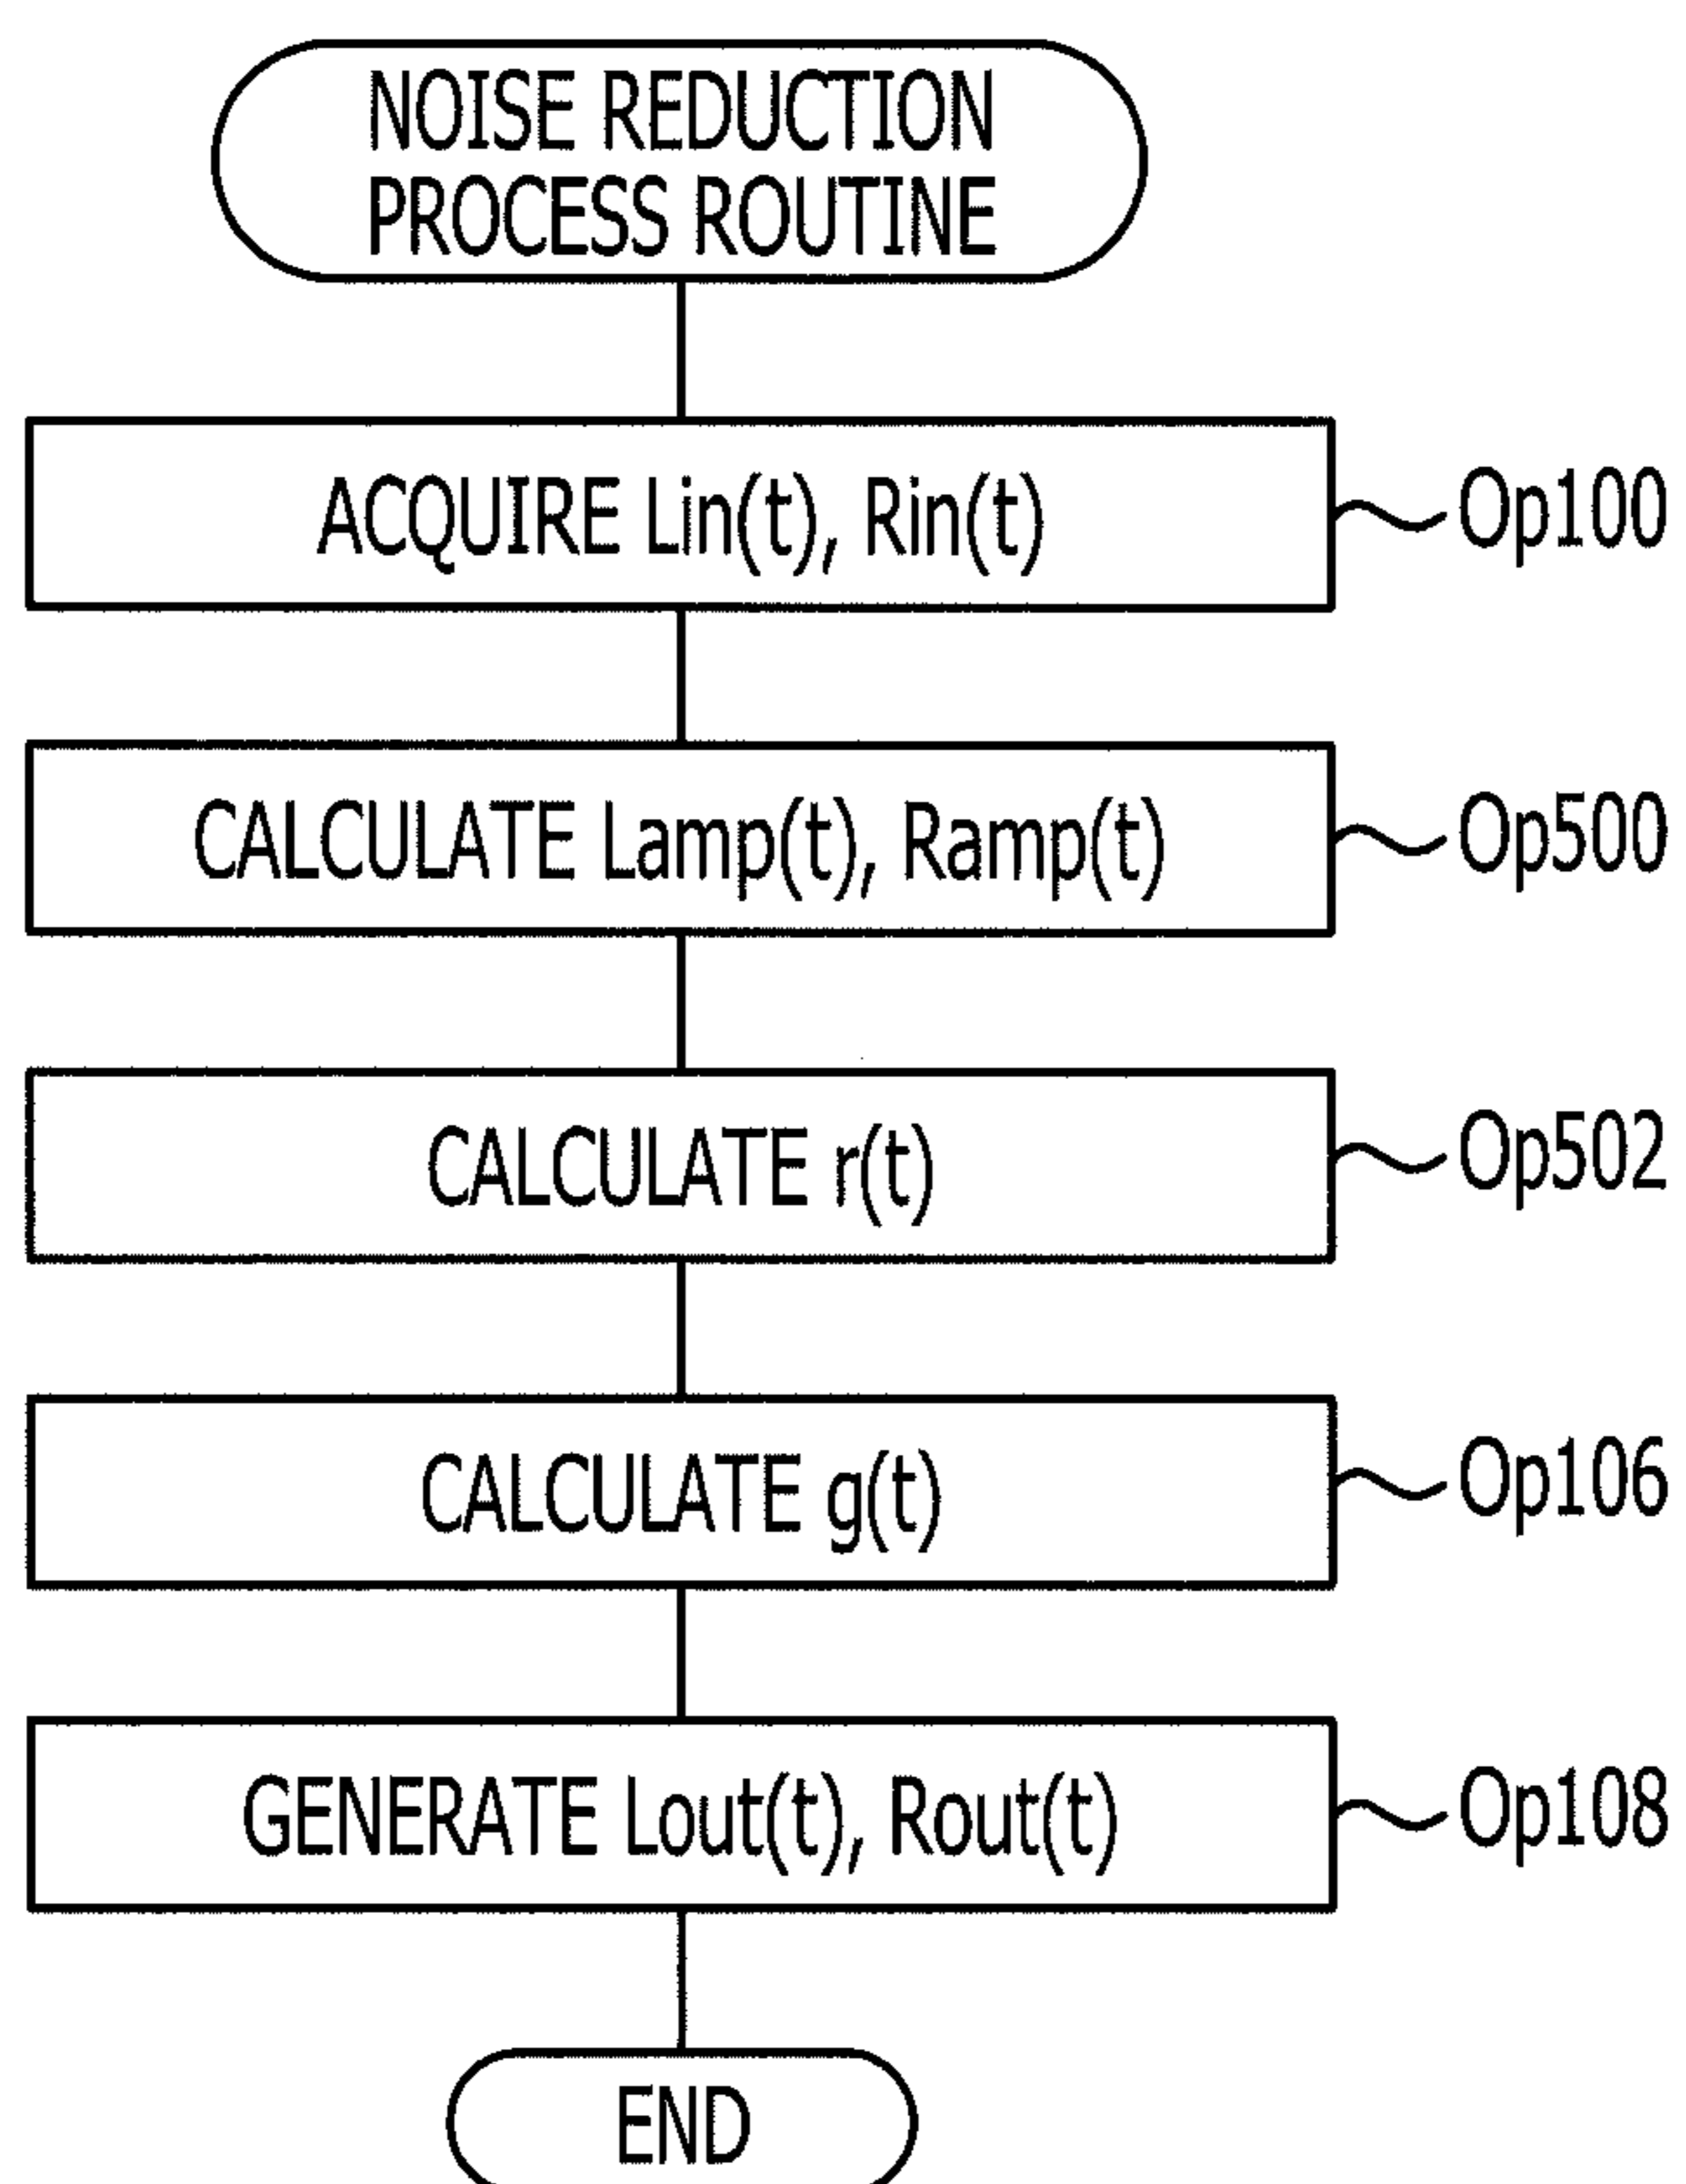 NOISE REDUCTION
PROCESS ROUTINE
ACQUIRE Lin(t), Rin(t)
Op100
CALCULATE Lamp(t), Ramp(t)
Op500
CALCULATE r(t)
Op502
CALCULATE g(t)
Op106
GENERATE Lout(t), Rout(t)
Op108
END